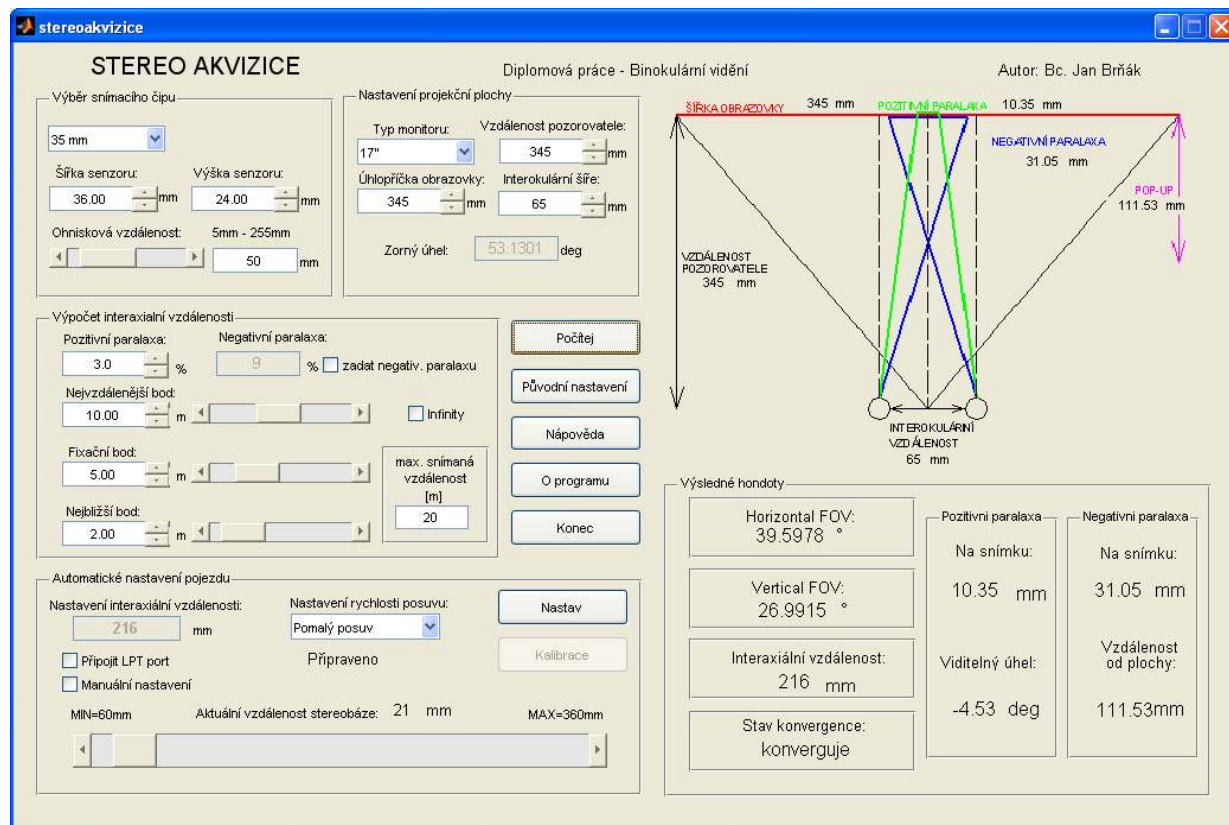 stereoakvizice
STEREO AKVIZICE
Diplomová práce - Binokulární vidění
Autor: Bc. Jan Brňák
Výběr snímacího čipu
35 mm
Šířka senzoru:
Výška senzoru:
36.00 mm
24.00 mm
Ohnisková vzdálenost:
5mm - 255mm
50 mm
Nastavení projekční plochy
Typ monitoru:
Vzdálenost pozorovatele:
17"
345 mm
Úhlopříčka obrazovky:
Interokulární šíře:
345 mm
65 mm
Zorný úhel: 53.1301 deg
ŠÍŘKA OBRAZOVKY 345 mm
POZITIVNÍ PARALAXA 10.35 mm
NEGATIVNÍ PARALAXA
31.05 mm
POP-UP
111.53 mm
VZDÁLENOST
POZOROVATELE
345 mm
INTEROKULÁRNÍ
VZDÁLENOST
65 mm
Výpočet interaxialní vzdálenosti
Pozitivní paralaxa:
Negativní paralaxa:
3.0 %
9 % zadat negativ. paralaxu
Nejvzdálenější bod:
10.00 m
Infinity
Fixační bod:
5.00 m
max. snímaná
vzdálenost
[m]
20
Nejbližší bod:
2.00 m
Počítej
Původní nastavení
Nápověda
O programu
Konec
Automatické nastavení pojezdu
Nastavení interaxiální vzdálenosti:
Nastavení rychlosti posuvu:
216 mm
Pomalý posuv
Nastav
Připojit LPT port
Připraveno
Kalibrace
Manuální nastavení
MIN=60mm
Aktuální vzdálenost stereobáze: 21 mm
MAX=360mm
Výsledné hondoty
Horizontal FOV:
39.5978 °
Vertical FOV:
26.9915 °
Interaxiální vzdálenost:
216 mm
Stav konvergence:
konverguje
Pozitivni paralaxa
Na snímku:
10.35 mm
Viditelný úhel:
-4.53 deg
Negativni paralaxa
Na snímku:
31.05 mm
Vzdálenost
od plochy:
111.53mm